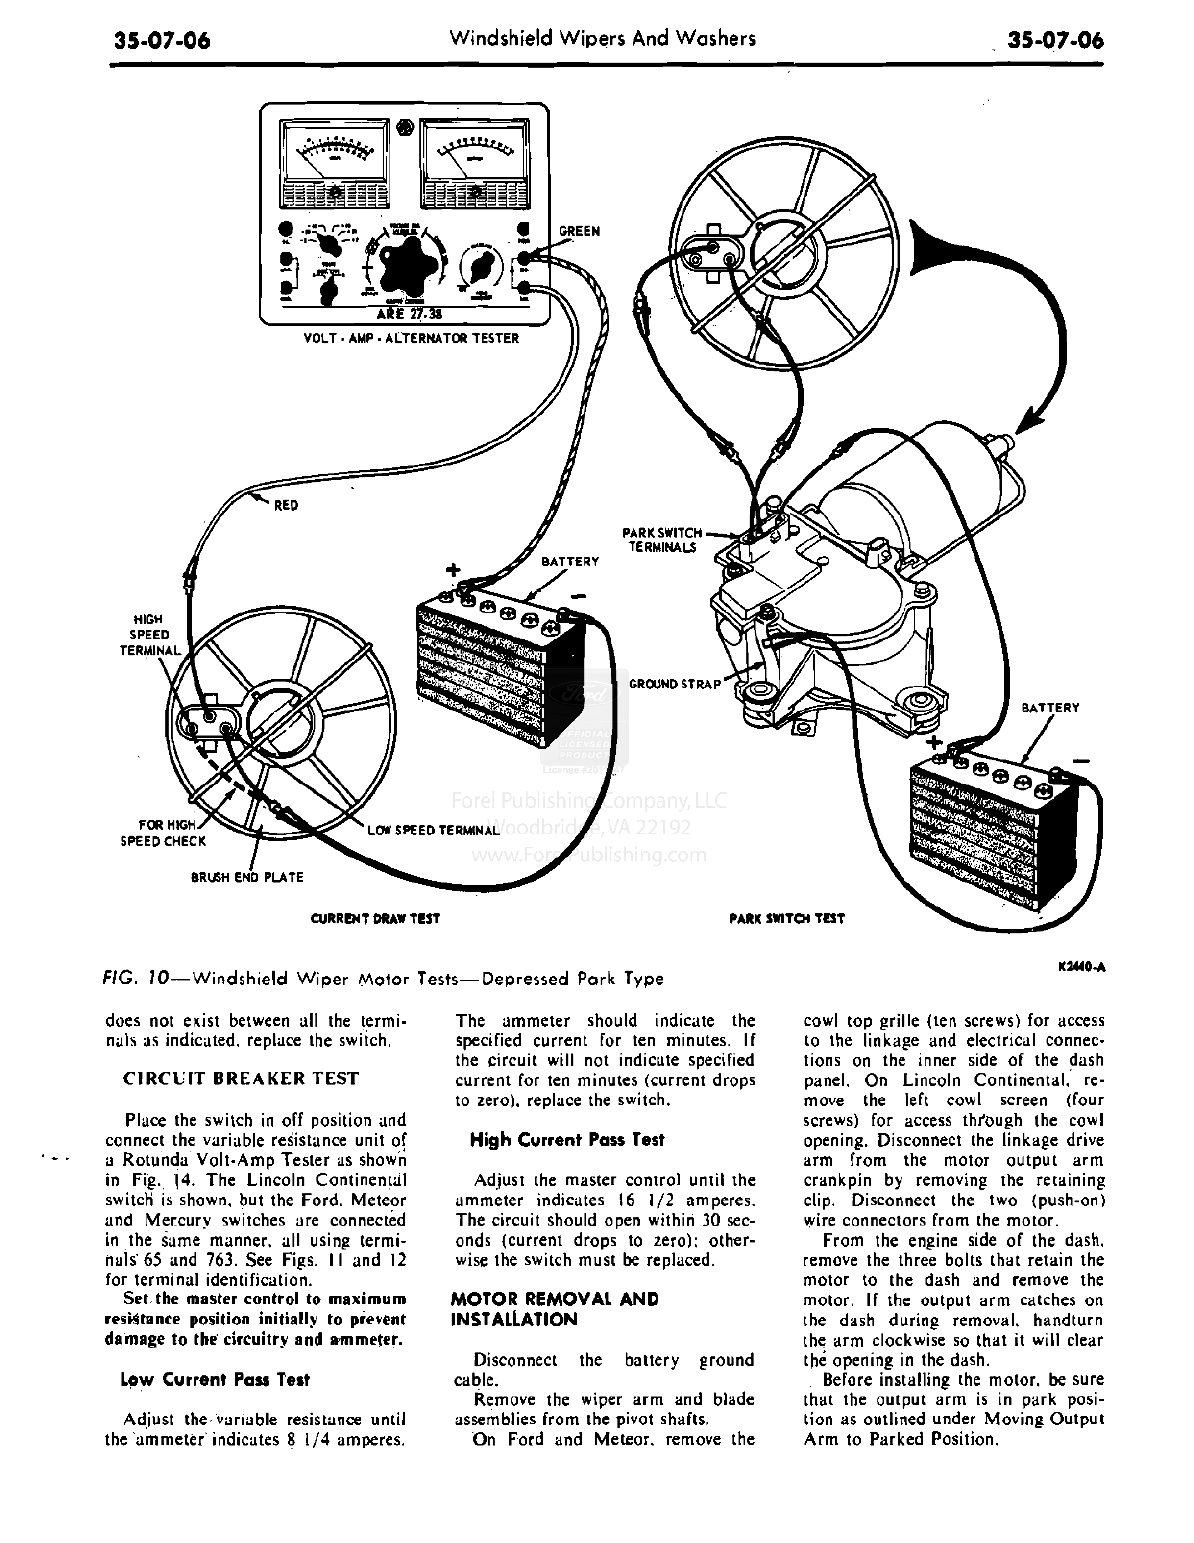 35-07-06
Windshield Wipers And Washers
35-07-06
GREEN
ARE 27-38
VOLT - AMP - ALTERNATOR TESTER
RED
PARK SWITCH
TERMINALS
+
BATTERY
−
HIGH
SPEED
TERMINAL
GROUND STRAP
BATTERY
+
−
Ford
OFFICIAL
LICENSED
PRODUCT
Forel Publishing Company, LLC
Woodbridge, VA 22192
www.ForelPublishing.com
FOR HIGH
SPEED CHECK
LOW SPEED TERMINAL
BRUSH END PLATE
CURRENT DRAW TEST
PARK SWITCH TEST
K2440-A
FIG. 10—Windshield Wiper Motor Tests—Depressed Park Type
does not exist between all the termi-
nals as indicated, replace the switch.
CIRCUIT BREAKER TEST
Place the switch in off position and
connect the variable resistance unit of
a Rotunda Volt-Amp Tester as shown
in Fig. 14. The Lincoln Continental
switch is shown, but the Ford, Meteor
and Mercury switches are connected
in the same manner, all using termi-
nals 65 and 763. See Figs. 11 and 12
for terminal identification.
Set the master control to maximum
resistance position initially to prevent
damage to the circuitry and ammeter.
Low Current Pass Test
Adjust the variable resistance until
the ammeter indicates 8 1/4 amperes.
The ammeter should indicate the
specified current for ten minutes. If
the circuit will not indicate specified
current for ten minutes (current drops
to zero), replace the switch.
High Current Pass Test
Adjust the master control until the
ammeter indicates 16 1/2 amperes.
The circuit should open within 30 sec-
onds (current drops to zero); other-
wise the switch must be replaced.
MOTOR REMOVAL AND
INSTALLATION
Disconnect the battery ground
cable.
Remove the wiper arm and blade
assemblies from the pivot shafts.
On Ford and Meteor, remove the
cowl top grille (ten screws) for access
to the linkage and electrical connec-
tions on the inner side of the dash
panel. On Lincoln Continental, re-
move the left cowl screen (four
screws) for access through the cowl
opening. Disconnect the linkage drive
arm from the motor output arm
crankpin by removing the retaining
clip. Disconnect the two (push-on)
wire connectors from the motor.
From the engine side of the dash,
remove the three bolts that retain the
motor to the dash and remove the
motor. If the output arm catches on
the dash during removal, handturn
the arm clockwise so that it will clear
the opening in the dash.
Before installing the motor, be sure
that the output arm is in park posi-
tion as outlined under Moving Output
Arm to Parked Position.